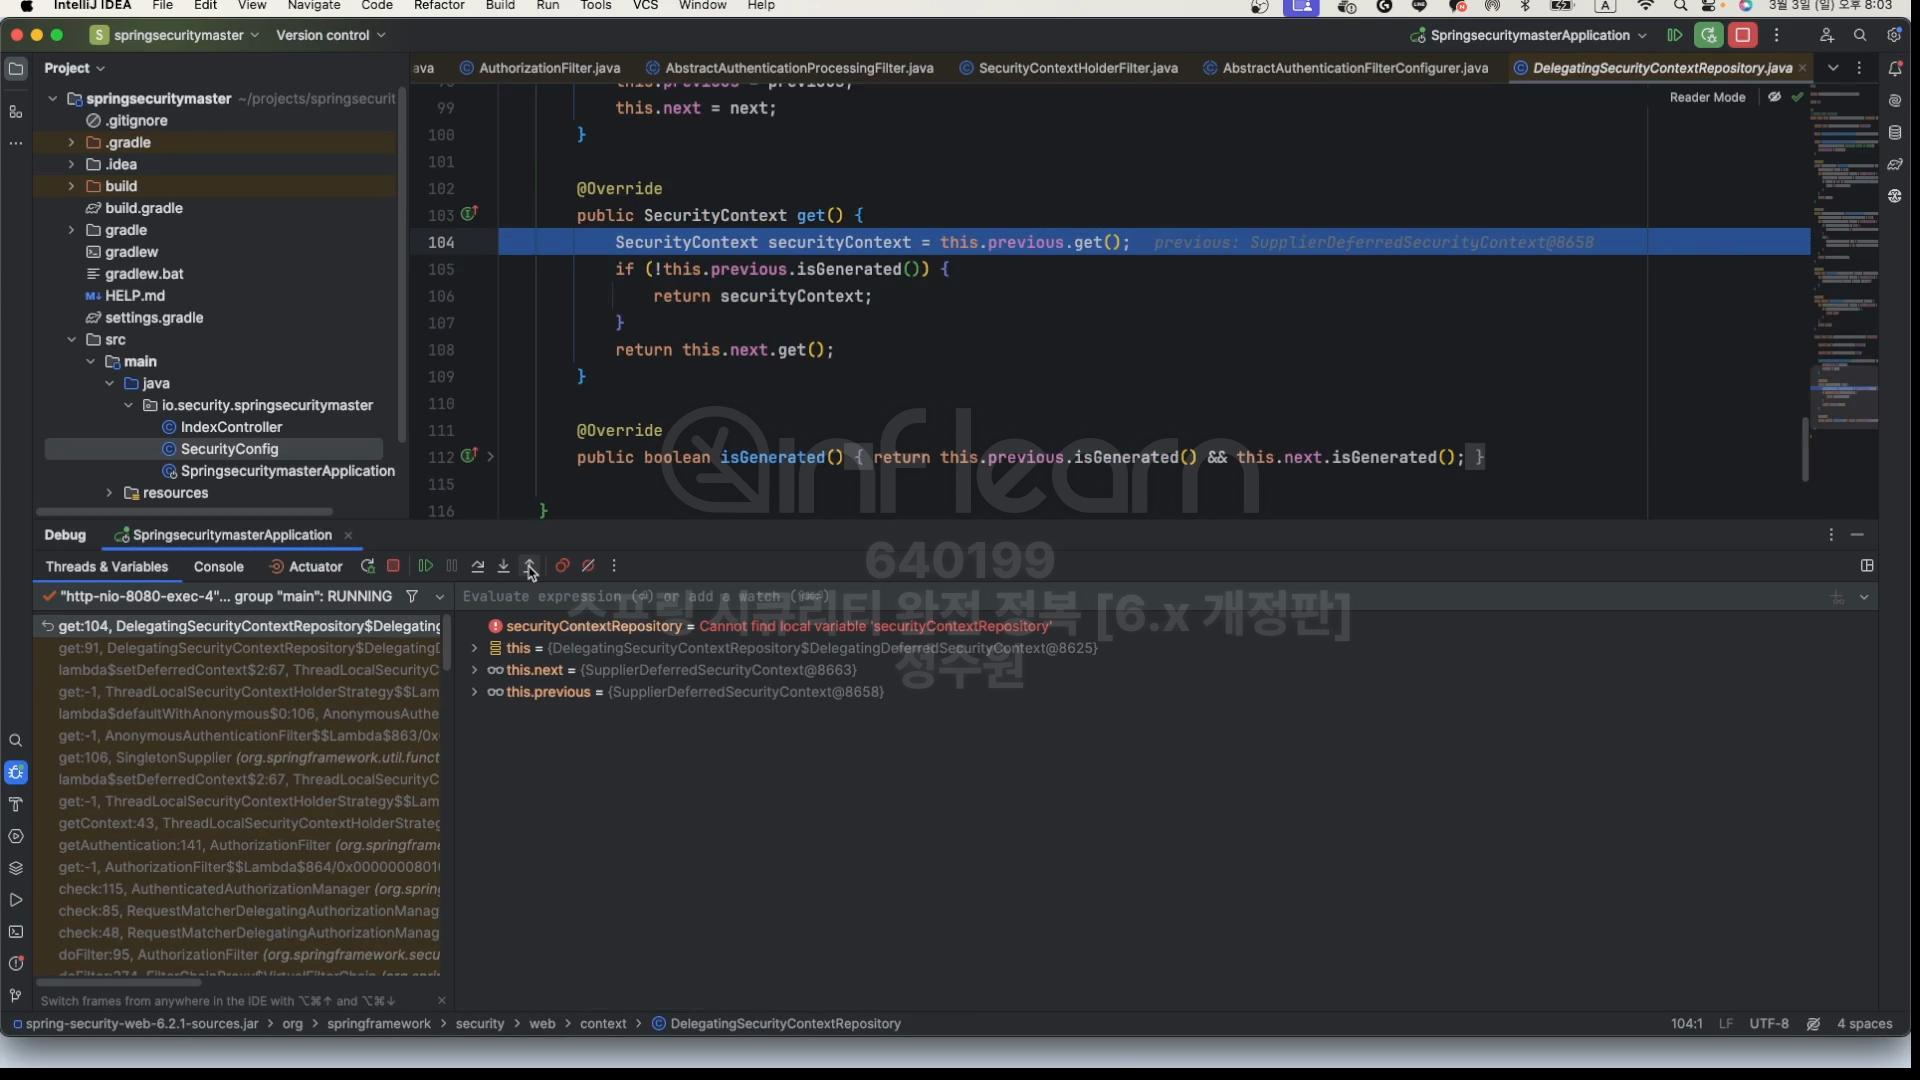 IntelliJ IDEA File Edit View Navigate Code Refactor Build Run Tools VCS Window Help A 3월 3일 (일) 오후 8:03
S springsecuritymaster Version control SpringsecuritymasterApplication
Project ava AuthorizationFilter.java AbstractAuthenticationProcessingFilter.java SecurityContextHolderFilter.java AbstractAuthenticationFilterConfigurer.java DelegatingSecurityContextRepository.java
springsecuritymaster ~/projects/springsecurit
.gitignore
.gradle
.idea
build
build.gradle
gradle
gradlew
gradlew.bat
HELP.md
settings.gradle
src
main
java
io.security.springsecuritymaster
IndexController
SecurityConfig
SpringsecuritymasterApplication
resources
Reader Mode
99 this.next = next;
100 }
101
102 @Override
103 public SecurityContext get() {
104 SecurityContext securityContext = this.previous.get(); previous: SupplierDeferredSecurityContext@8658
105 if (!this.previous.isGenerated()) {
106 return securityContext;
107 }
108 return this.next.get();
109 }
110
111 @Override
112 public boolean isGenerated() { return this.previous.isGenerated() && this.next.isGenerated(); }
115
116 }
inflearn
640199
스프링 시큐리티 완전 정복 [6.x 개정판]
정수원
Debug SpringsecuritymasterApplication
Threads & Variables Console Actuator
"http-nio-8080-exec-4"... group "main": RUNNING
Evaluate expression (⏎) or add a watch (⇧⌘⏎)
get:104, DelegatingSecurityContextRepository$Delegating
get:91, DelegatingSecurityContextRepository$DelegatingD
lambda$setDeferredContext$2:67, ThreadLocalSecurityC
get:-1, ThreadLocalSecurityContextHolderStrategy$$Lamb
lambda$defaultWithAnonymous$0:106, AnonymousAuthe
get:-1, AnonymousAuthenticationFilter$$Lambda$863/0x
get:106, SingletonSupplier (org.springframework.util.funct
lambda$setDeferredContext$2:67, ThreadLocalSecurityC
get:-1, ThreadLocalSecurityContextHolderStrategy$$Lam
getContext:43, ThreadLocalSecurityContextHolderStrateg
getAuthentication:141, AuthorizationFilter (org.springframe
get:-1, AuthorizationFilter$$Lambda$864/0x000000080
check:115, AuthenticatedAuthorizationManager (org.sprin
check:85, RequestMatcherDelegatingAuthorizationManag
check:48, RequestMatcherDelegatingAuthorizationManag
doFilter:95, AuthorizationFilter (org.springframework.secu
securityContextRepository = Cannot find local variable 'securityContextRepository'
this = {DelegatingSecurityContextRepository$DelegatingDeferredSecurityContext@8625}
this.next = {SupplierDeferredSecurityContext@8663}
this.previous = {SupplierDeferredSecurityContext@8658}
Switch frames from anywhere in the IDE with ⌥⌘↑ and ⌥⌘↓
spring-security-web-6.2.1-sources.jar > org > springframework > security > web > context > DelegatingSecurityContextRepository 104:1 LF UTF-8 4 spaces